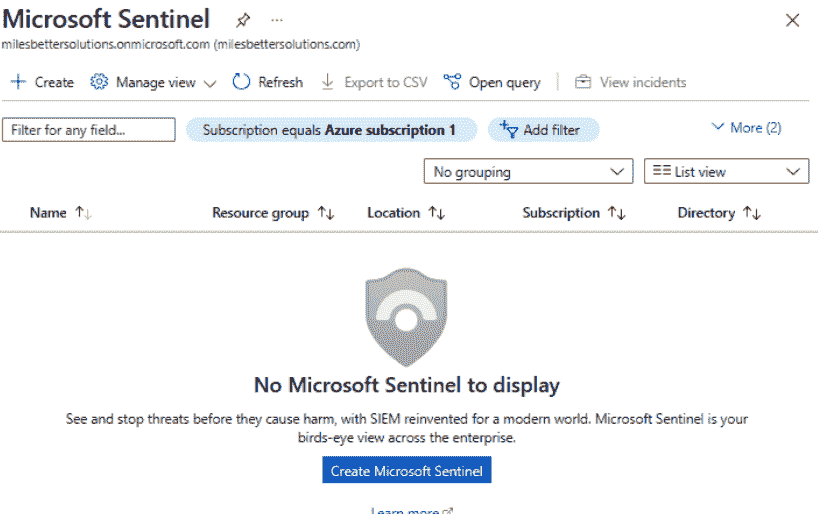 Microsoft Sentinel
milesbettersolutions.onmicrosoft.com (milesbettersolutions.com)
Create Manage view Refresh Export to CSV Open query View incidents
Filter for any field... Subscription equals Azure subscription 1 Add filter More (2)
No grouping List view
Name Resource group Location Subscription Directory
No Microsoft Sentinel to display
See and stop threats before they cause harm, with SIEM reinvented for a modern world. Microsoft Sentinel is your
birds-eye view across the enterprise.
Create Microsoft Sentinel
Learn more